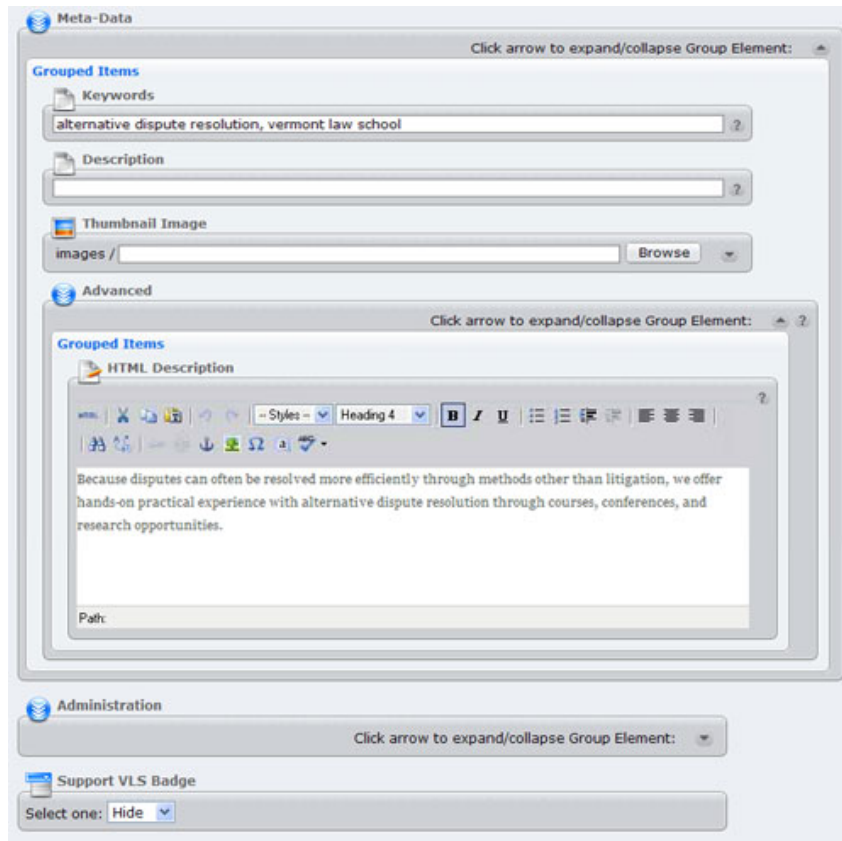 Meta-Data
Click arrow to expand/collapse Group Element:
Grouped Items
Keywords
alternative dispute resolution, vermont law school
?
Description
?
Thumbnail Image
images /
Browse
Advanced
Click arrow to expand/collapse Group Element:
?
Grouped Items
HTML Description
?
HTML
-- Styles --
Heading 4
B I U
Ω
Because disputes can often be resolved more efficiently through methods other than litigation, we offer
hands-on practical experience with alternative dispute resolution through courses, conferences, and
research opportunities.
Path:
Administration
Click arrow to expand/collapse Group Element:
Support VLS Badge
Select one: Hide